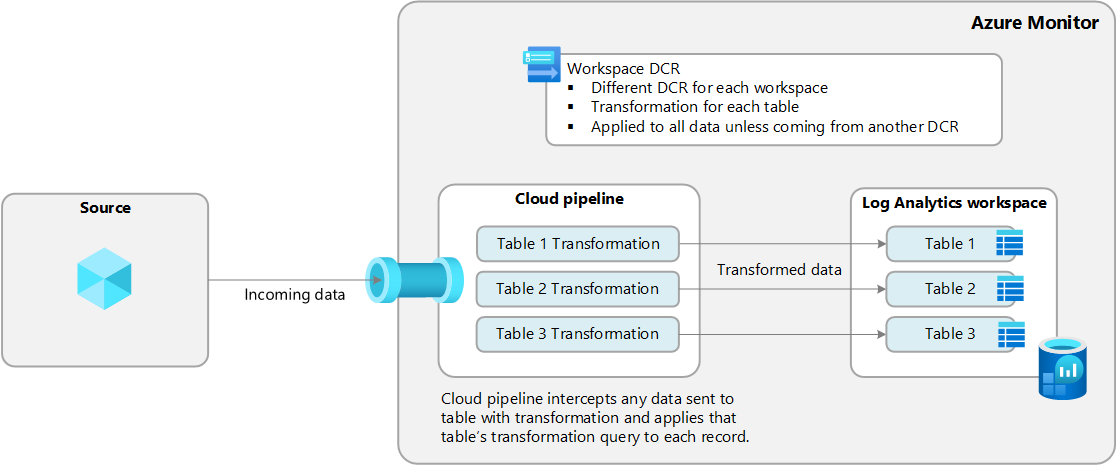 Azure Monitor
Workspace DCR
▪ Different DCR for each workspace
▪ Transformation for each table
▪ Applied to all data unless coming from another DCR
Source
Incoming data
Cloud pipeline
Table 1 Transformation
Table 2 Transformation
Table 3 Transformation
Transformed data
Log Analytics workspace
Table 1
Table 2
Table 3
Cloud pipeline intercepts any data sent to
table with transformation and applies that
table’s transformation query to each record.